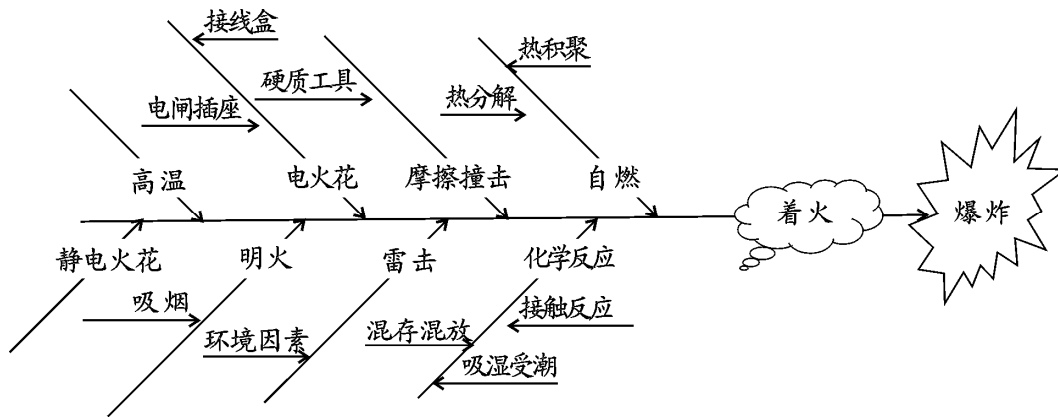 接线盒
热积聚
硬质工具
热分解
电闸插座
高温
电火花
摩擦撞击
自燃
着火
爆炸
静电火花
明火
雷击
化学反应
吸烟
接触反应
环境因素
混存混放
吸湿受潮